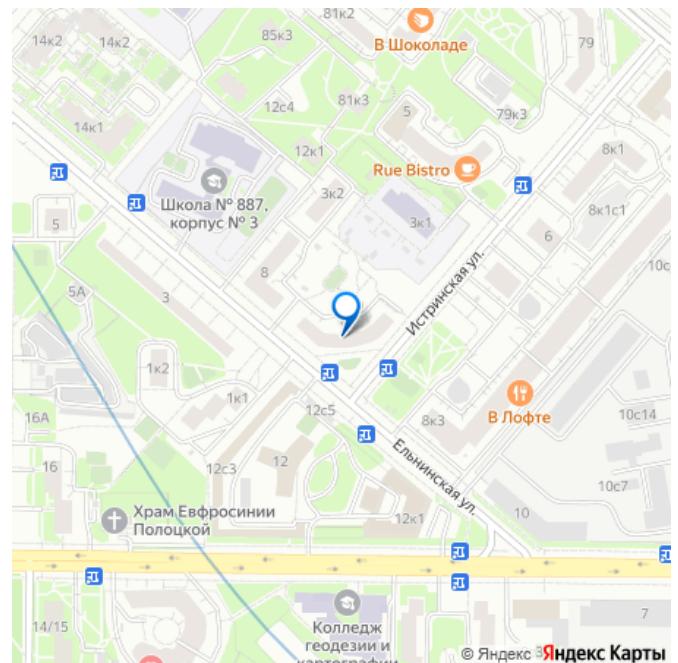 14к2
14к2
85к3
81к2
В Шоколаде
79
14к1
12с4
81к3
5
79к3
12к1
Rue Bistro
8к1
Школа № 887,
корпус № 3
3к2
3к1
8к1с1
5
8
6
10с
5А
3
Истринская ул.
1к2
1к1
12с5
8к3
В Лофте
10с14
16А
16
12с3
12
Ельнинская ул.
10с7
Храм Евфросинии
Полоцкой
12к1
10
14/15
Колледж
геодезии и
картографии
7
© Яндекс
Яндекс Карты